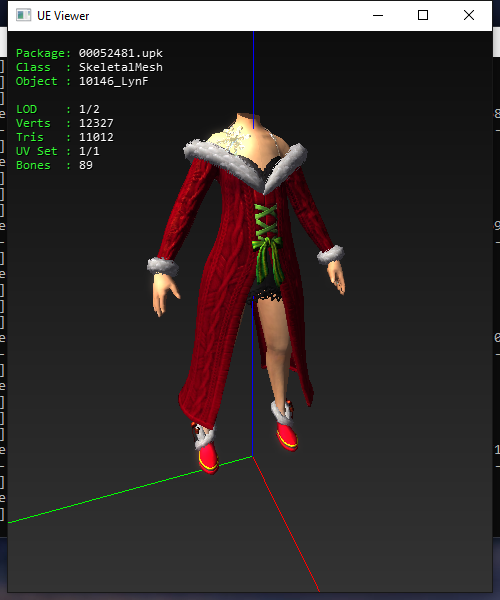 UE Viewer
Package: 00052481.upk
Class : SkeletalMesh
Object : 10146_LynF
LOD : 1/2
Verts : 12327
Tris : 11012
UV Set : 1/1
Bones : 89